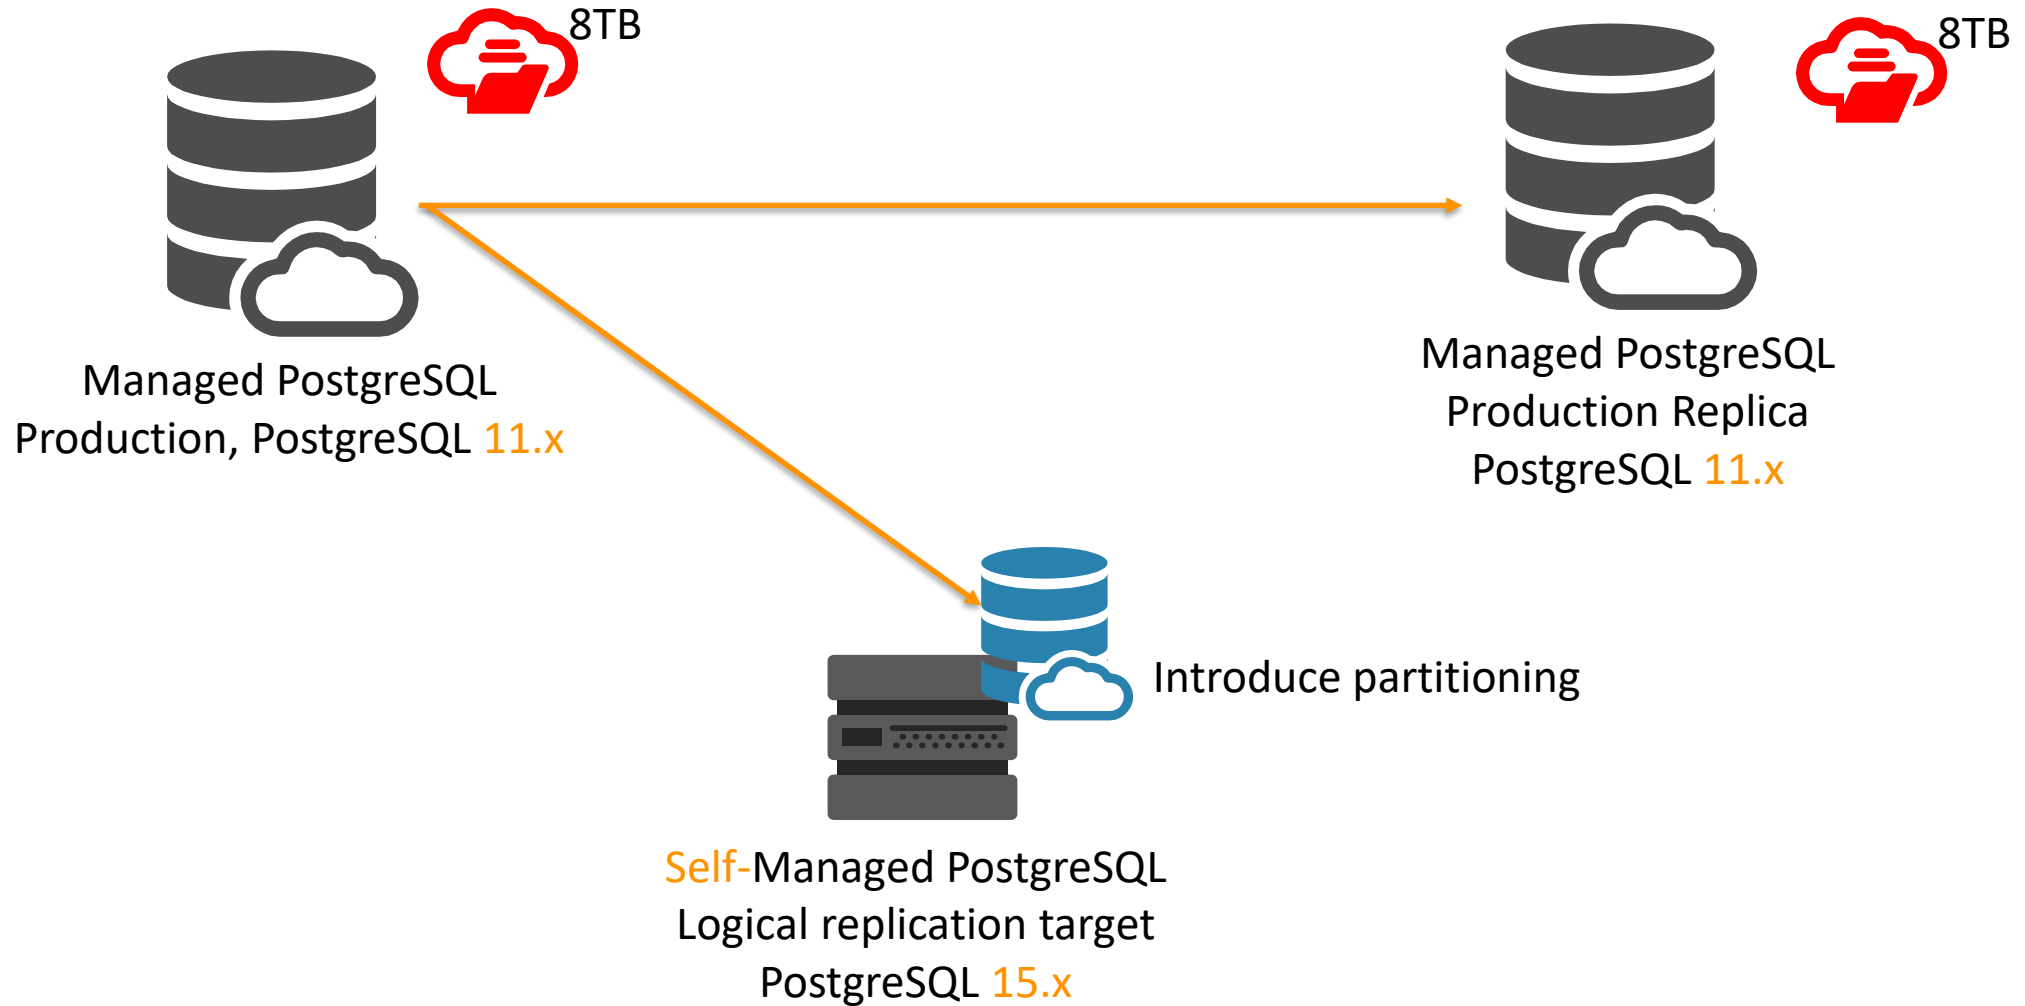 8TB
8TB
Managed PostgreSQL
Production, PostgreSQL 11.x
Managed PostgreSQL
Production Replica
PostgreSQL 11.x
Introduce partitioning
Self-Managed PostgreSQL
Logical replication target
PostgreSQL 15.x